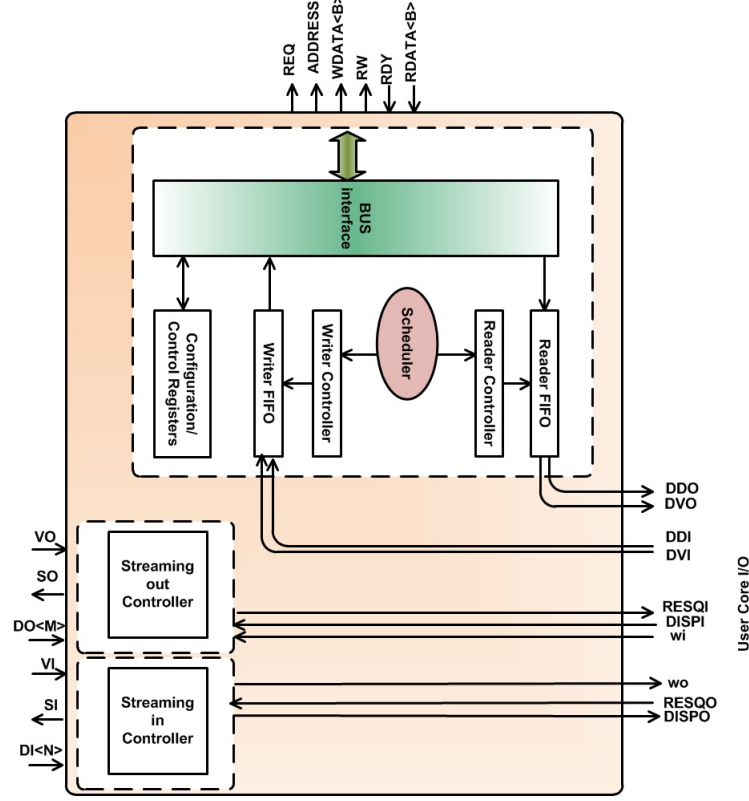 REQ
ADDRESS
WDATA<B>
RW
RDY
RDATA<B>
BUS
interface
Scheduler
Configuration/
Control Registers
Writer FIFO
Writer Controller
Reader Controller
Reader FIFO
DDO
DVO
DDI
DVI
VO
SO
DO<M>
Streaming
out
Controller
RESQI
DISPI
wi
User Core I/O
VI
SI
DI<N>
Streaming
in
Controller
wo
RESQO
DISPO